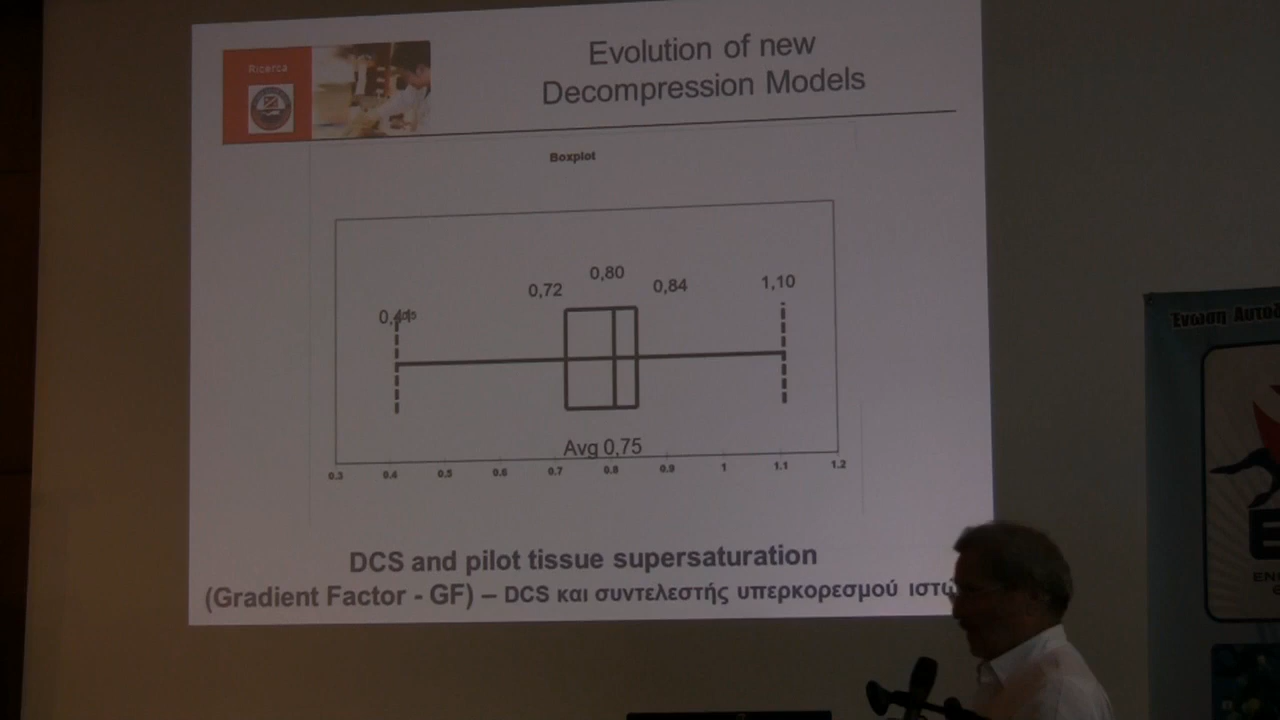 Ricerca
Evolution of new
Decompression Models
Boxplot
0,80
0,72
0,84
1,10
Avg 0,75
0.3 0.4 0.5 0.6 0.7 0.8 0.9 1 1.1 1.2
DCS and pilot tissue supersaturation
(Gradient Factor - GF) – DCS και συντελεστής υπερκορεσμού ιστώ
Ένωση